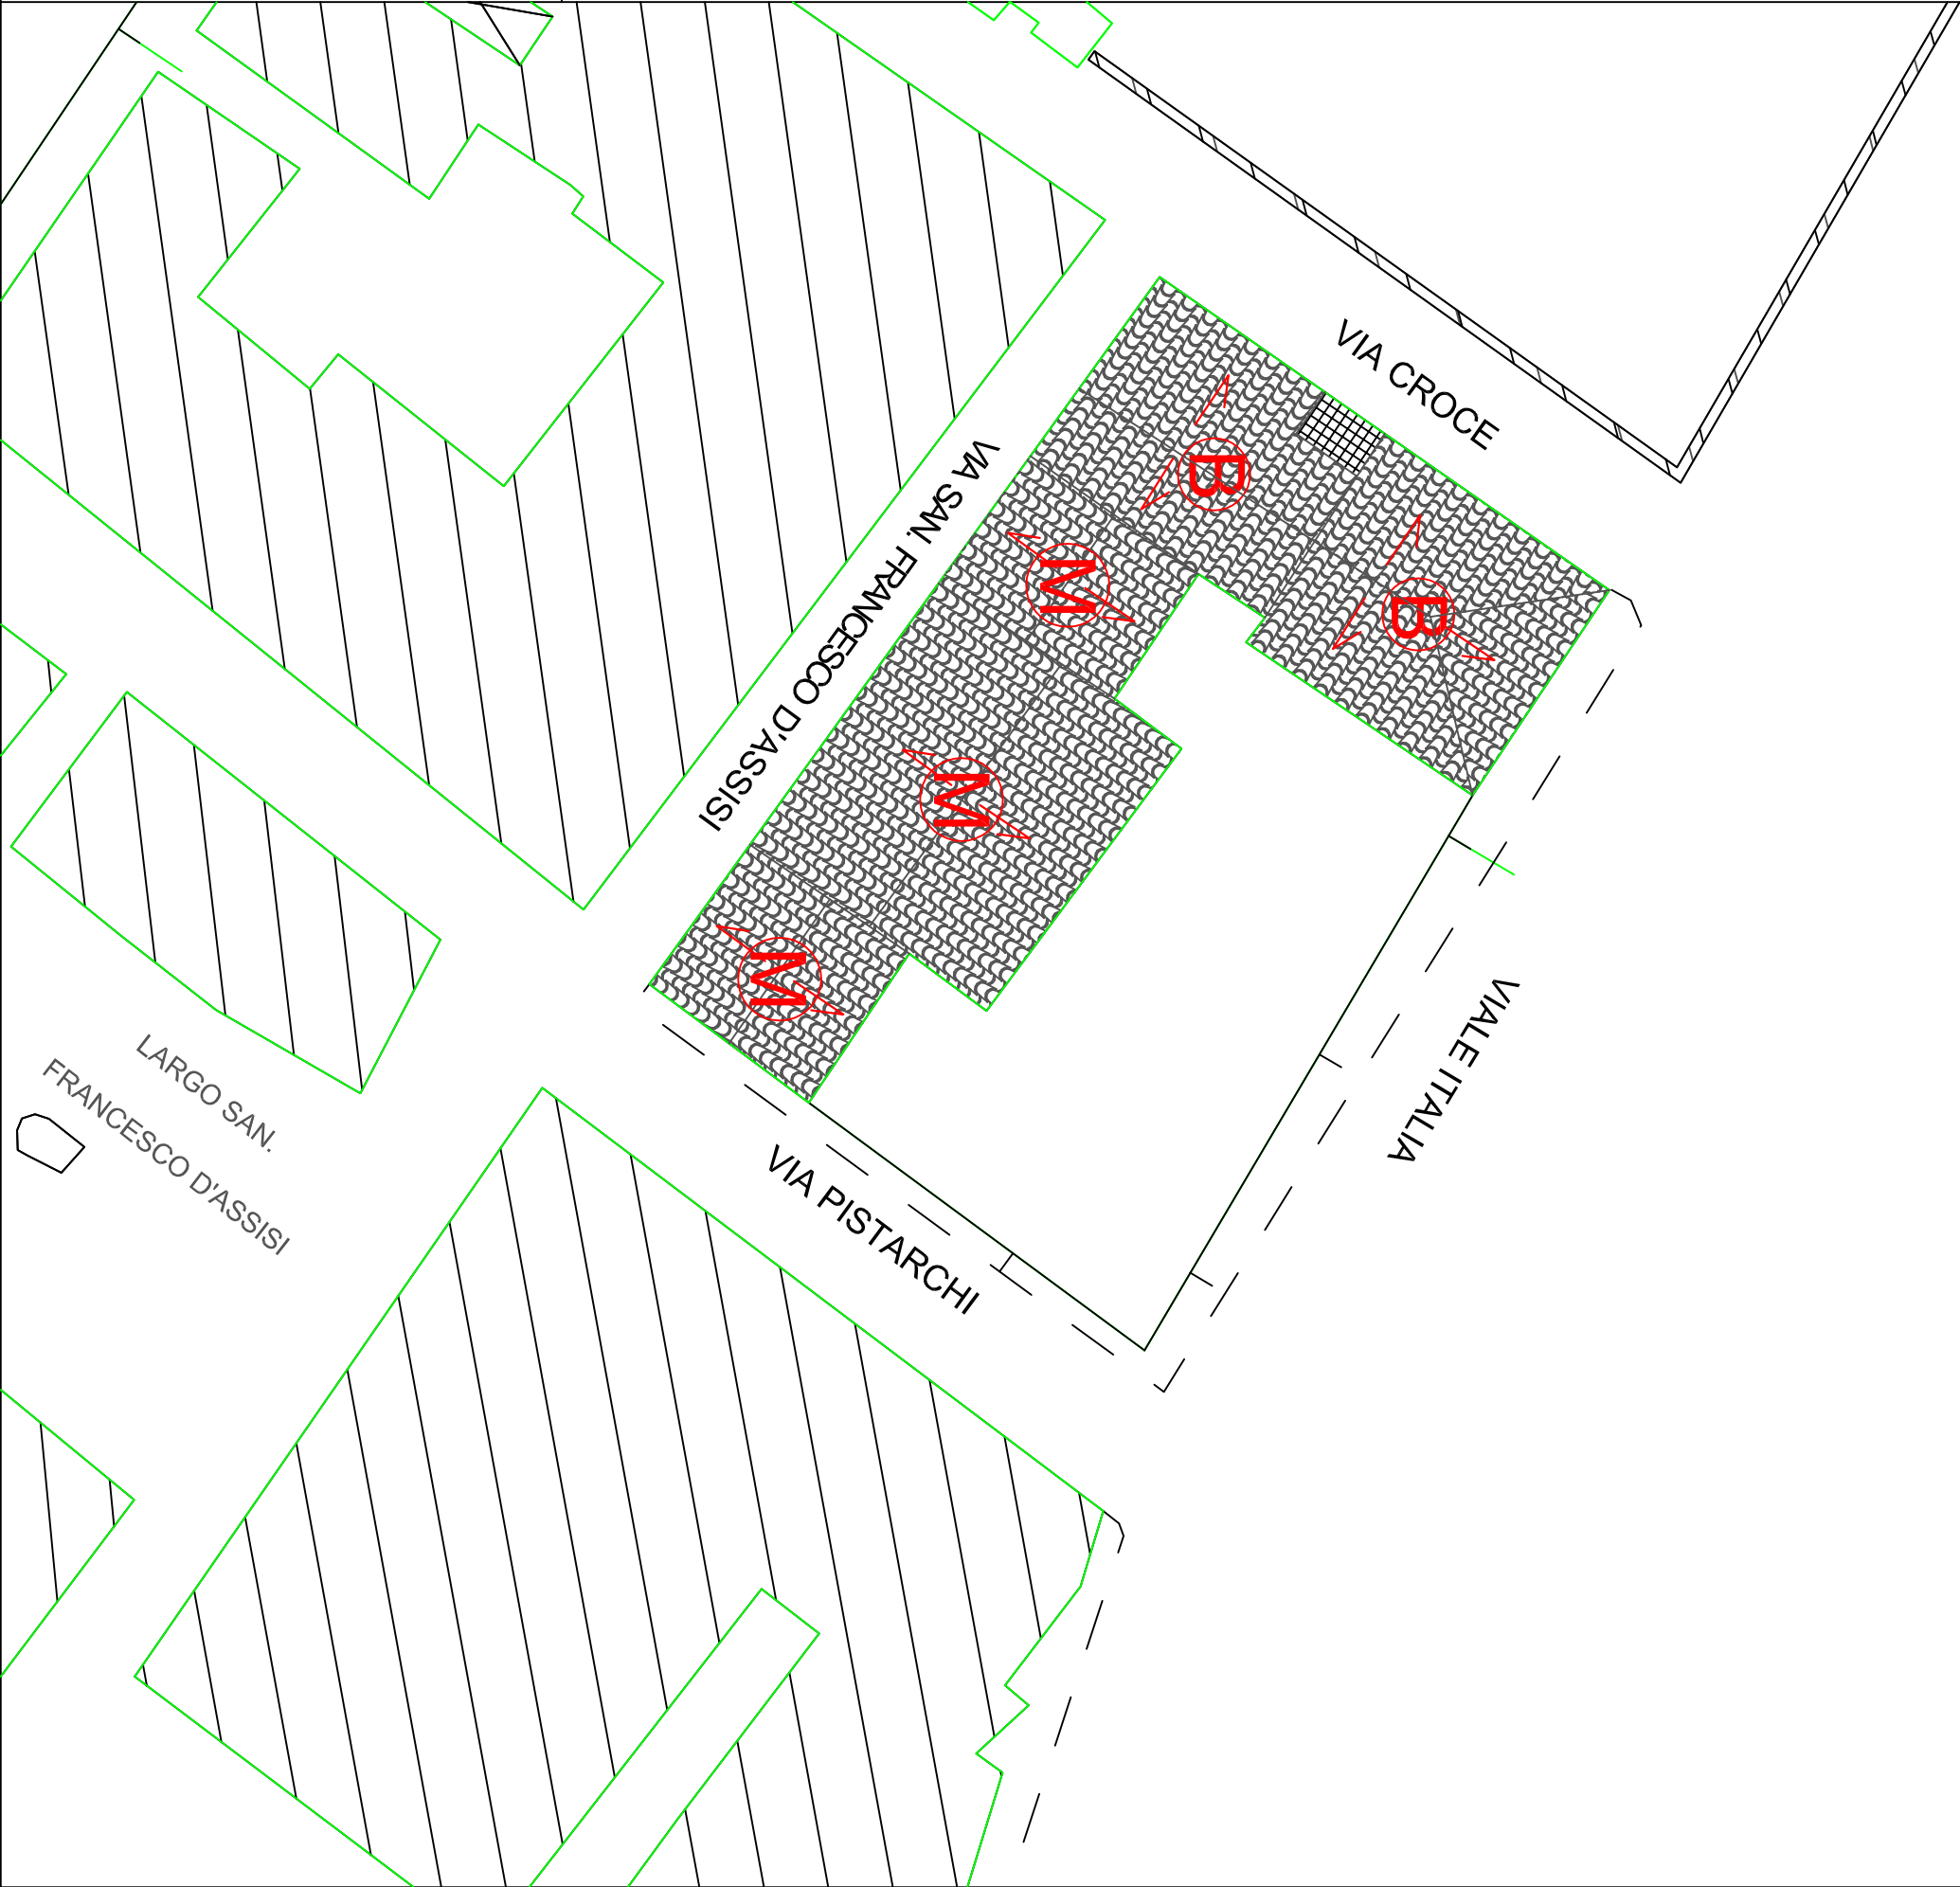 VIA CROCE
B
VIA SAN. FRANCESCO D'ASSISI
M
B
M
M
VIALE ITALIA
LARGO SAN.
FRANCESCO D'ASSISI
VIA PISTARCHI